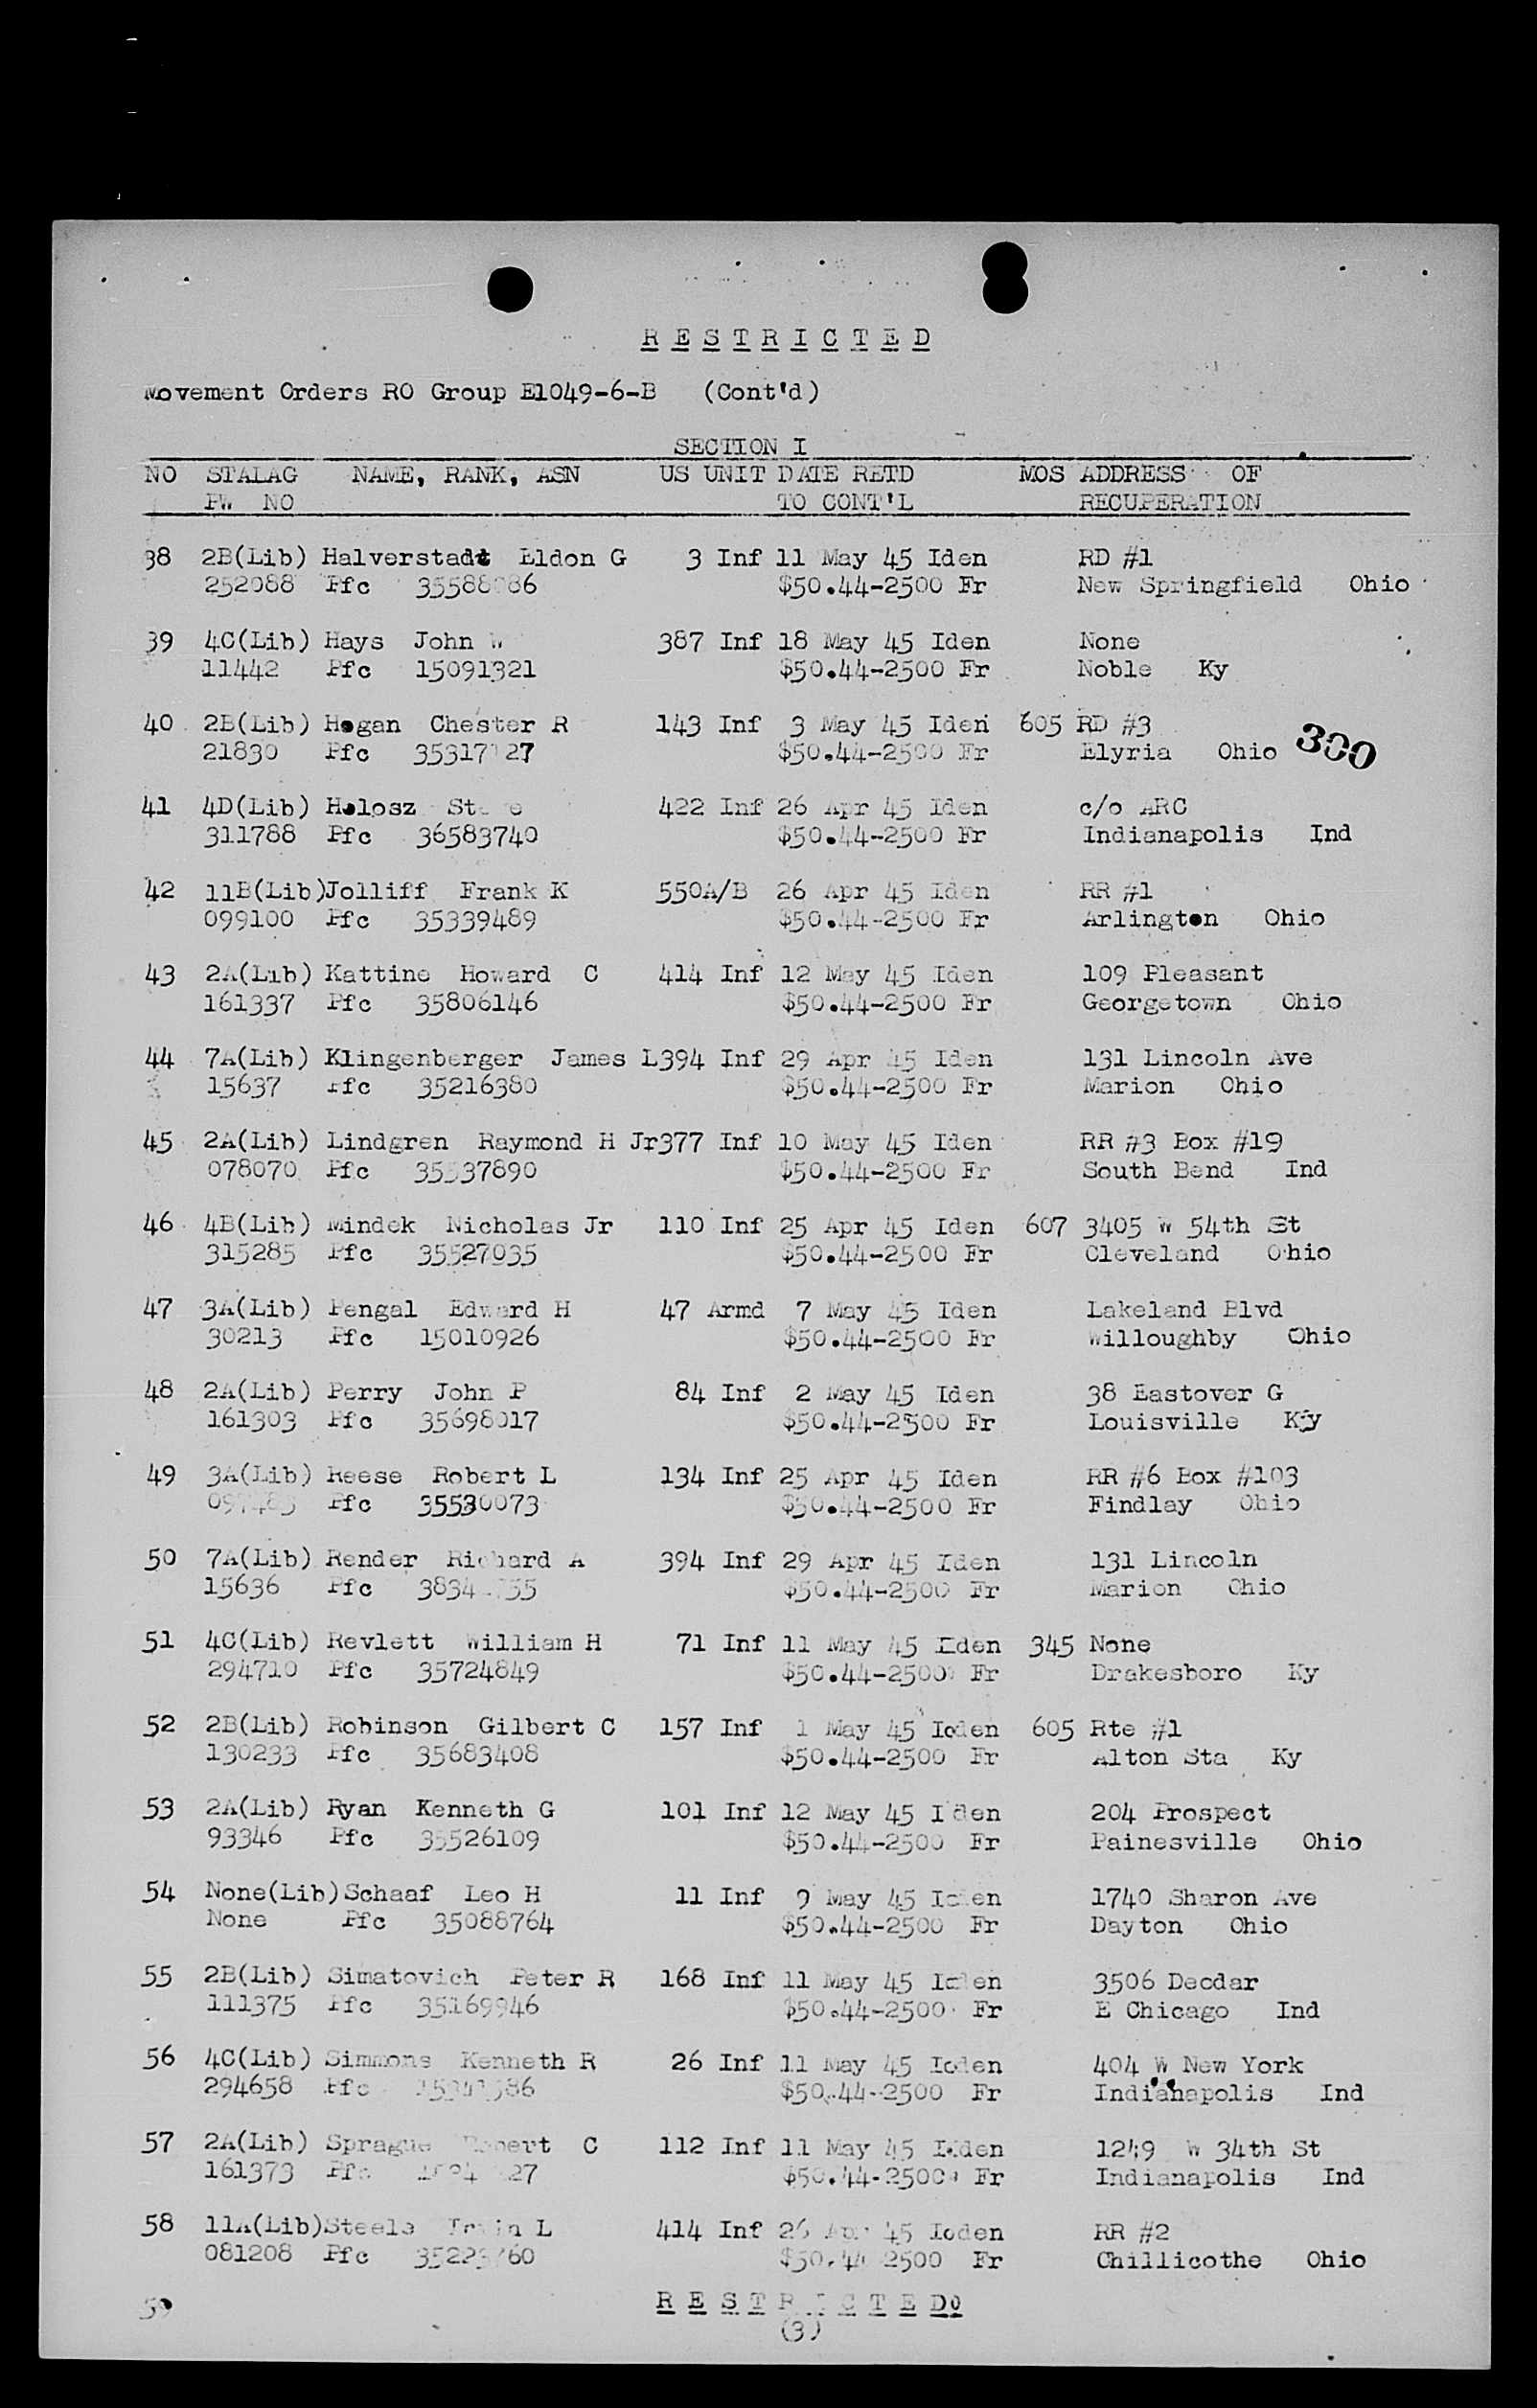 R E S T R I C T E D
Movement Orders RO Group E1049-6-B (Cont'd)
SECTION I
NO STALAG NAME, RANK, ASN US UNIT DATE RETD MOS ADDRESS OF
PW NO TO CONT'L RECUPERATION
38 2B(Lib) Halverstadt Eldon G 3 Inf 11 May 45 Iden RD #1
252088 Pfc $50.44-2500 Fr New Springfield Ohio
39 4C(Lib) Hays John W 387 Inf 18 May 45 Iden None
11442 Pfc 15091321 $50.44-2500 Fr Noble Ky
40 2B(Lib) Hogan Chester R 143 Inf 3 May 45 Iden 605 RD #3
300
21830 Pfc $50.44-2500 Fr Elyria Ohio
41 4D(Lib) Holosz 422 Inf 26 Apr 45 Iden c/o ARC
311788 Pfc 36583740 $50.44-2500 Fr Indianapolis Ind
42 11B(Lib)Jolliff Frank K 550A/B 26 Apr 45 Iden RR #1
099100 Pfc 35339489 $50.44-2500 Fr Arlington Ohio
43 2A(Lib) Kattine Howard C 414 Inf 12 May 45 Iden 109 Pleasant
161337 Pfc 35806146 $50.44-2500 Fr Georgetown Ohio
44 7A(Lib) Klingenberger James L394 Inf 29 Apr 45 Iden 131 Lincoln Ave
15637 Pfc 35216380 $50.44-2500 Fr Marion Ohio
45 2A(Lib) Lindgren Raymond H Jr377 Inf 10 May 45 Iden RR #3 Box #19
078070 Pfc 35537890 $50.44-2500 Fr South Bend Ind
46 4B(Lib) Mindek Nicholas Jr 110 Inf 25 Apr 45 Iden 607 3405 W 54th St
315285 Pfc 35527035 $50.44-2500 Fr Cleveland Ohio
47 3A(Lib) Pengal Edward H 47 Armd 7 May 45 Iden Lakeland Blvd
30213 Pfc 15010926 $50.44-2500 Fr Willoughby Ohio
48 2A(Lib) Perry John P 84 Inf 2 May 45 Iden 38 Eastover G
161303 Pfc 35698017 $50.44-2500 Fr Louisville Ky
49 3A(Lib) Reese Robert L 134 Inf 25 Apr 45 Iden RR #6 Box #103
Pfc 35530073 $50.44-2500 Fr Findlay Ohio
50 7A(Lib) Render Richard A 394 Inf 29 Apr 45 Iden 131 Lincoln
15636 Pfc $50.44-2500 Fr Marion Ohio
51 4C(Lib) Revlett William H 71 Inf 11 May 45 Iden 345 None
294710 Pfc 35724849 $50.44-2500 Fr Drakesboro Ky
52 2B(Lib) Robinson Gilbert C 157 Inf 1 May 45 Ioden 605 Rte #1
130233 Pfc 35683408 $50.44-2500 Fr Alton Sta Ky
53 2A(Lib) Ryan Kenneth G 101 Inf 12 May 45 Iden 204 Prospect
93346 Pfc 35526109 $50.44-2500 Fr Painesville Ohio
54 None(Lib)Schaaf Leo H 11 Inf 9 May 45 Iden 1740 Sharon Ave
None Pfc 35088764 $50.44-2500 Fr Dayton Ohio
55 2B(Lib) Simatovich Peter R 168 Inf 11 May 45 Iden 3506 Deodar
111375 Pfc 35169946 $50.44-2500 Fr E Chicago Ind
56 4C(Lib) Simmons Kenneth R 26 Inf 11 May 45 Ioden 404 W New York
294658 Pfc $50.44-2500 Fr Indianapolis Ind
57 2A(Lib) Sprague Robert C 112 Inf 11 May 45 Iden 1249 W 34th St
161373 Pfc $50.44-2500 Fr Indianapolis Ind
58 11A(Lib)Steele L 414 Inf 26 Apr 45 Ioden RR #2
081208 Pfc $50.44 2500 Fr Chillicothe Ohio
59 R E S T R I C T E D
(3)